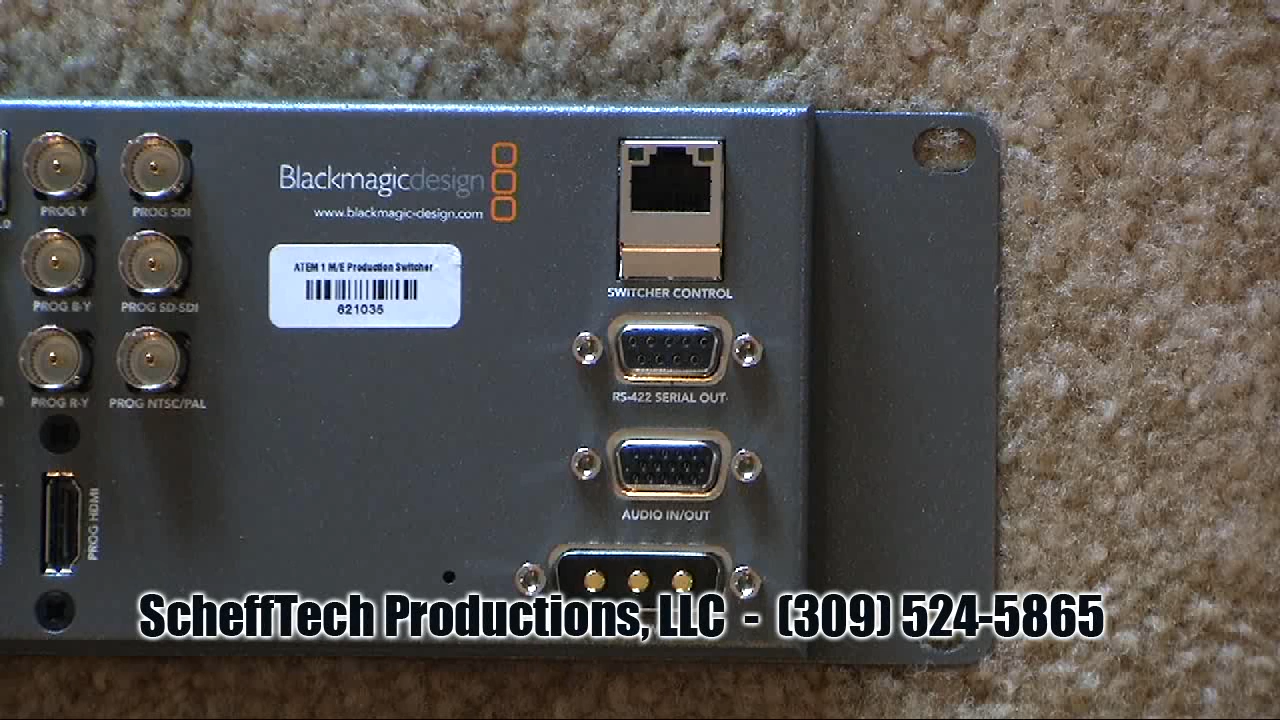 Blackmagicdesign
www.blackmagic-design.com
ATEM 1 M/E Production Switcher
621035
PROG Y
PROG SDI
PROG B-Y
PROG SD-SDI
PROG R-Y
PROG NTSC/PAL
PROG HDMI
SWITCHER CONTROL
RS-422 SERIAL OUT
AUDIO IN/OUT
ScheffTech Productions, LLC - (309) 524-5865